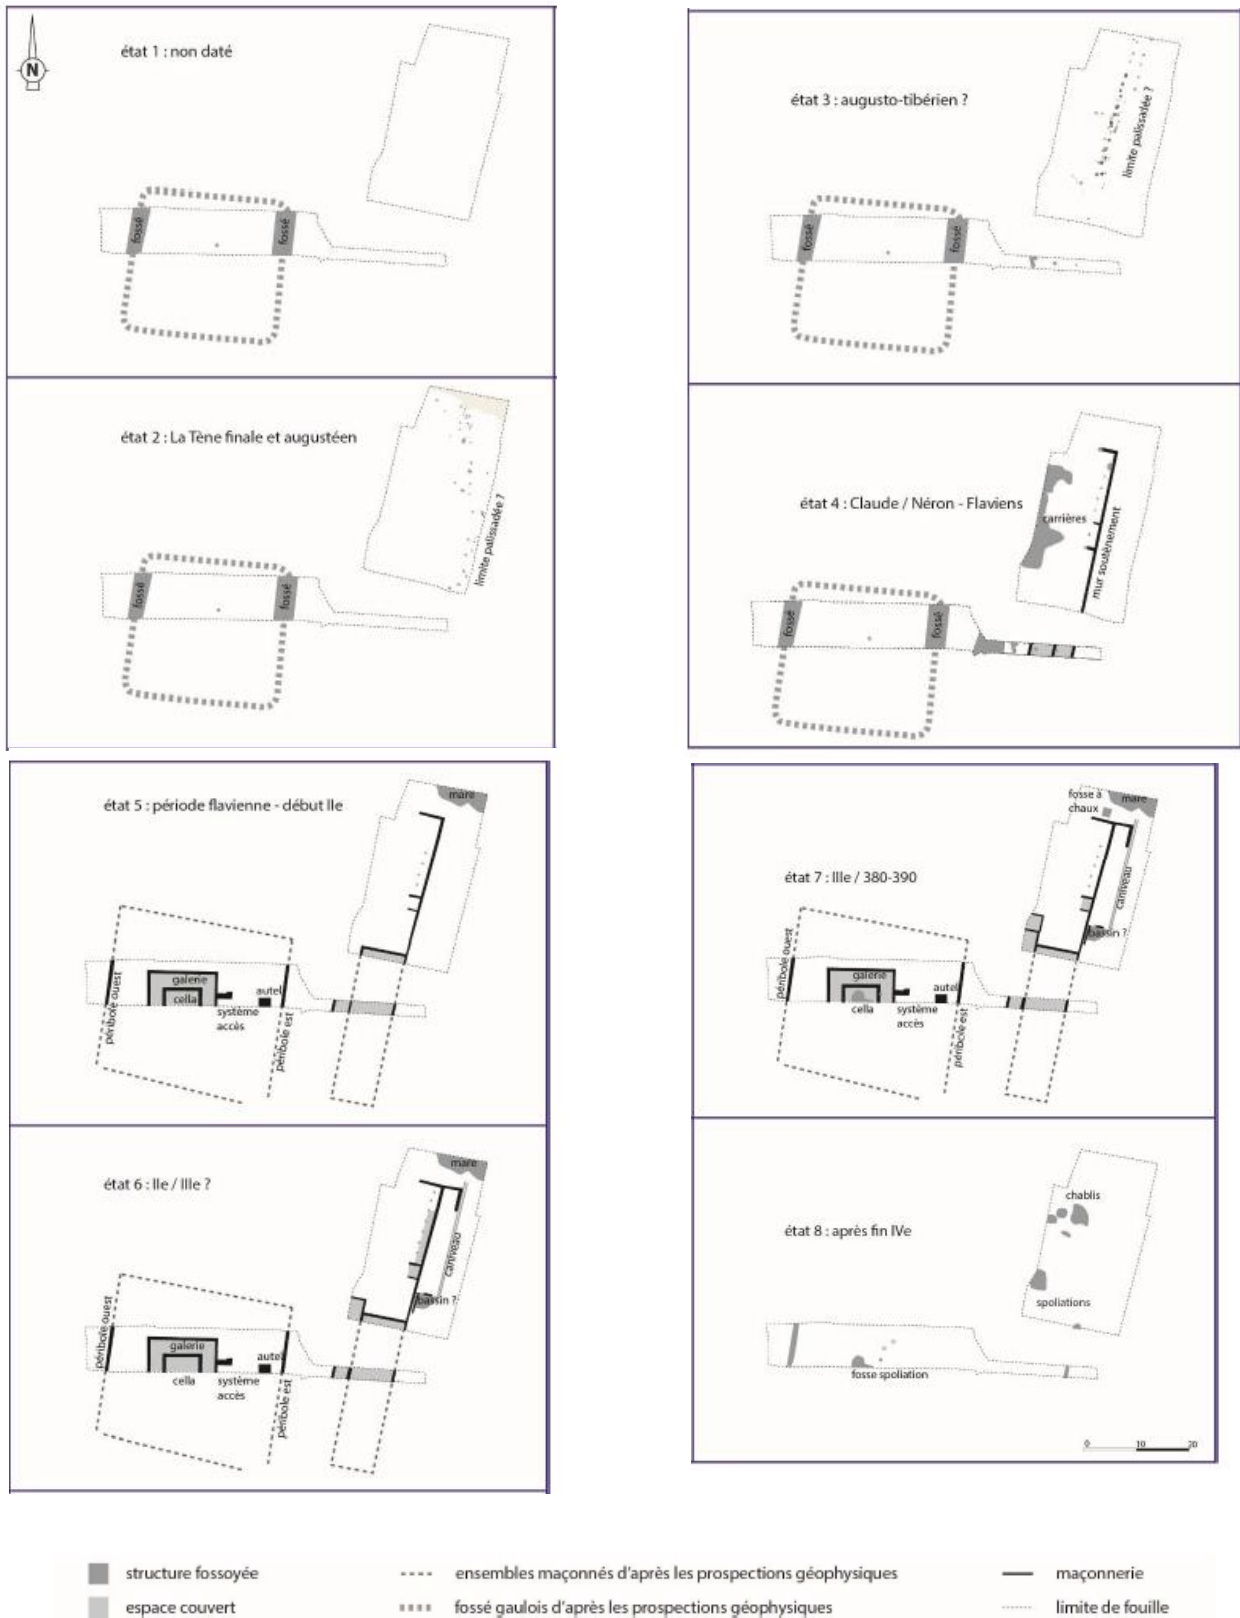 N
état 1 : non daté
fossé
fossé
état 2 : La Tène finale et augustéen
limite palissadée ?
fossé
fossé
état 3 : augusto-tibérien ?
limite palissadée ?
fossé
fossé
état 4 : Claude / Néron - Flaviens
carrières
mur soutènement
fossé
fossé
état 5 : période flavienne - début IIe
mare
péribole ouest
galerie
cella
autel
système
accès
péribole est
état 6 : IIe / IIIe ?
mare
caniveau
bassin ?
péribole ouest
galerie
autel
cella
système
accès
péribole est
fosse à
chaux
mare
état 7 : IIIe / 380-390
caniveau
bassin ?
péribole ouest
galerie
autel
cella
système
accès
péribole est
chablis
état 8 : après fin IVe
spoliations
fosse spoliation
0 10 20
structure fossoyée
ensembles maçonnés d'après les prospections géophysiques
maçonnerie
espace couvert
fossé gaulois d'après les prospections géophysiques
limite de fouille